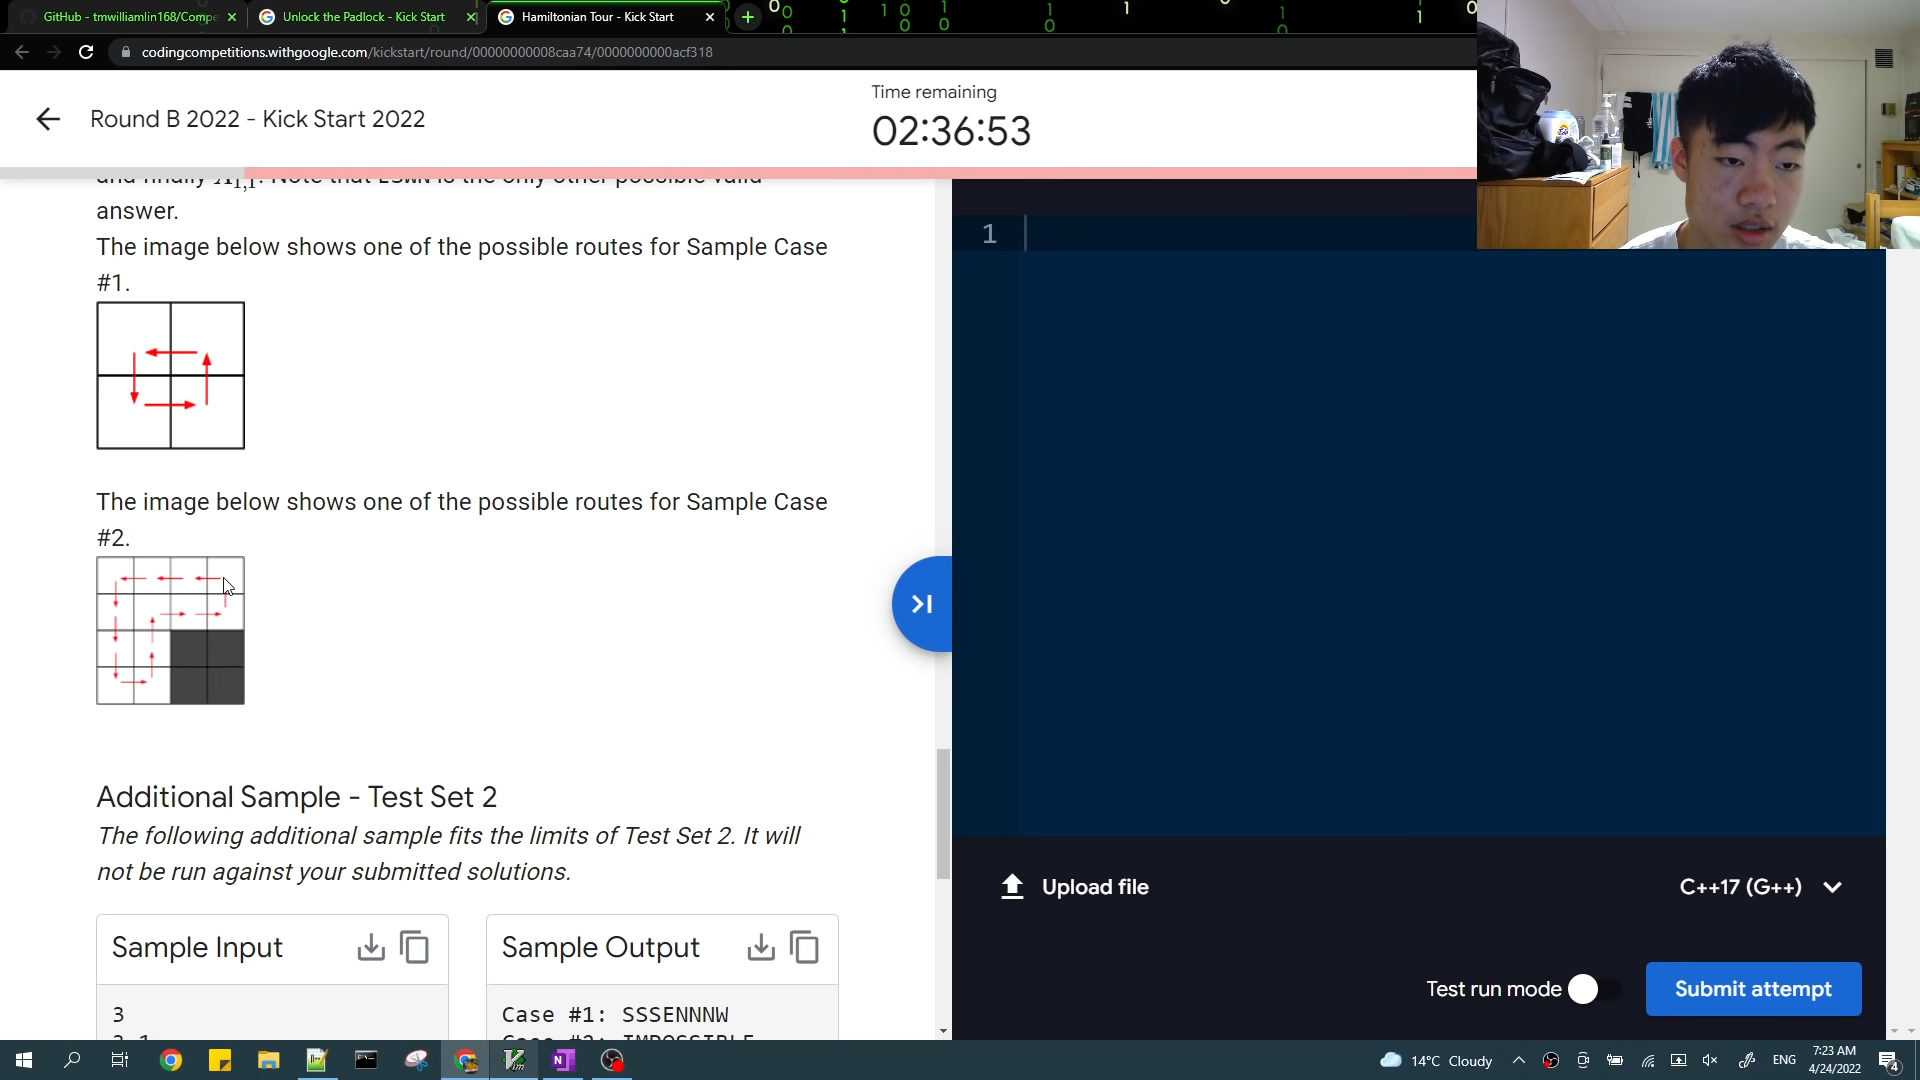 GitHub - tmwilliamlin168/Compe
Unlock the Padlock - Kick Start
Hamiltonian Tour - Kick Start
codingcompetitions.withgoogle.com/kickstart/round/00000000008caa74/0000000000acf318
Round B 2022 - Kick Start 2022
Time remaining
02:36:53
answer.
The image below shows one of the possible routes for Sample Case
#1.
The image below shows one of the possible routes for Sample Case
#2.
Additional Sample - Test Set 2
The following additional sample fits the limits of Test Set 2. It will
not be run against your submitted solutions.
Sample Input
Sample Output
3
Case #1: SSSENNNW
1
Upload file
C++17 (G++)
Test run mode
Submit attempt
14°C Cloudy
ENG
7:23 AM
4/24/2022
4